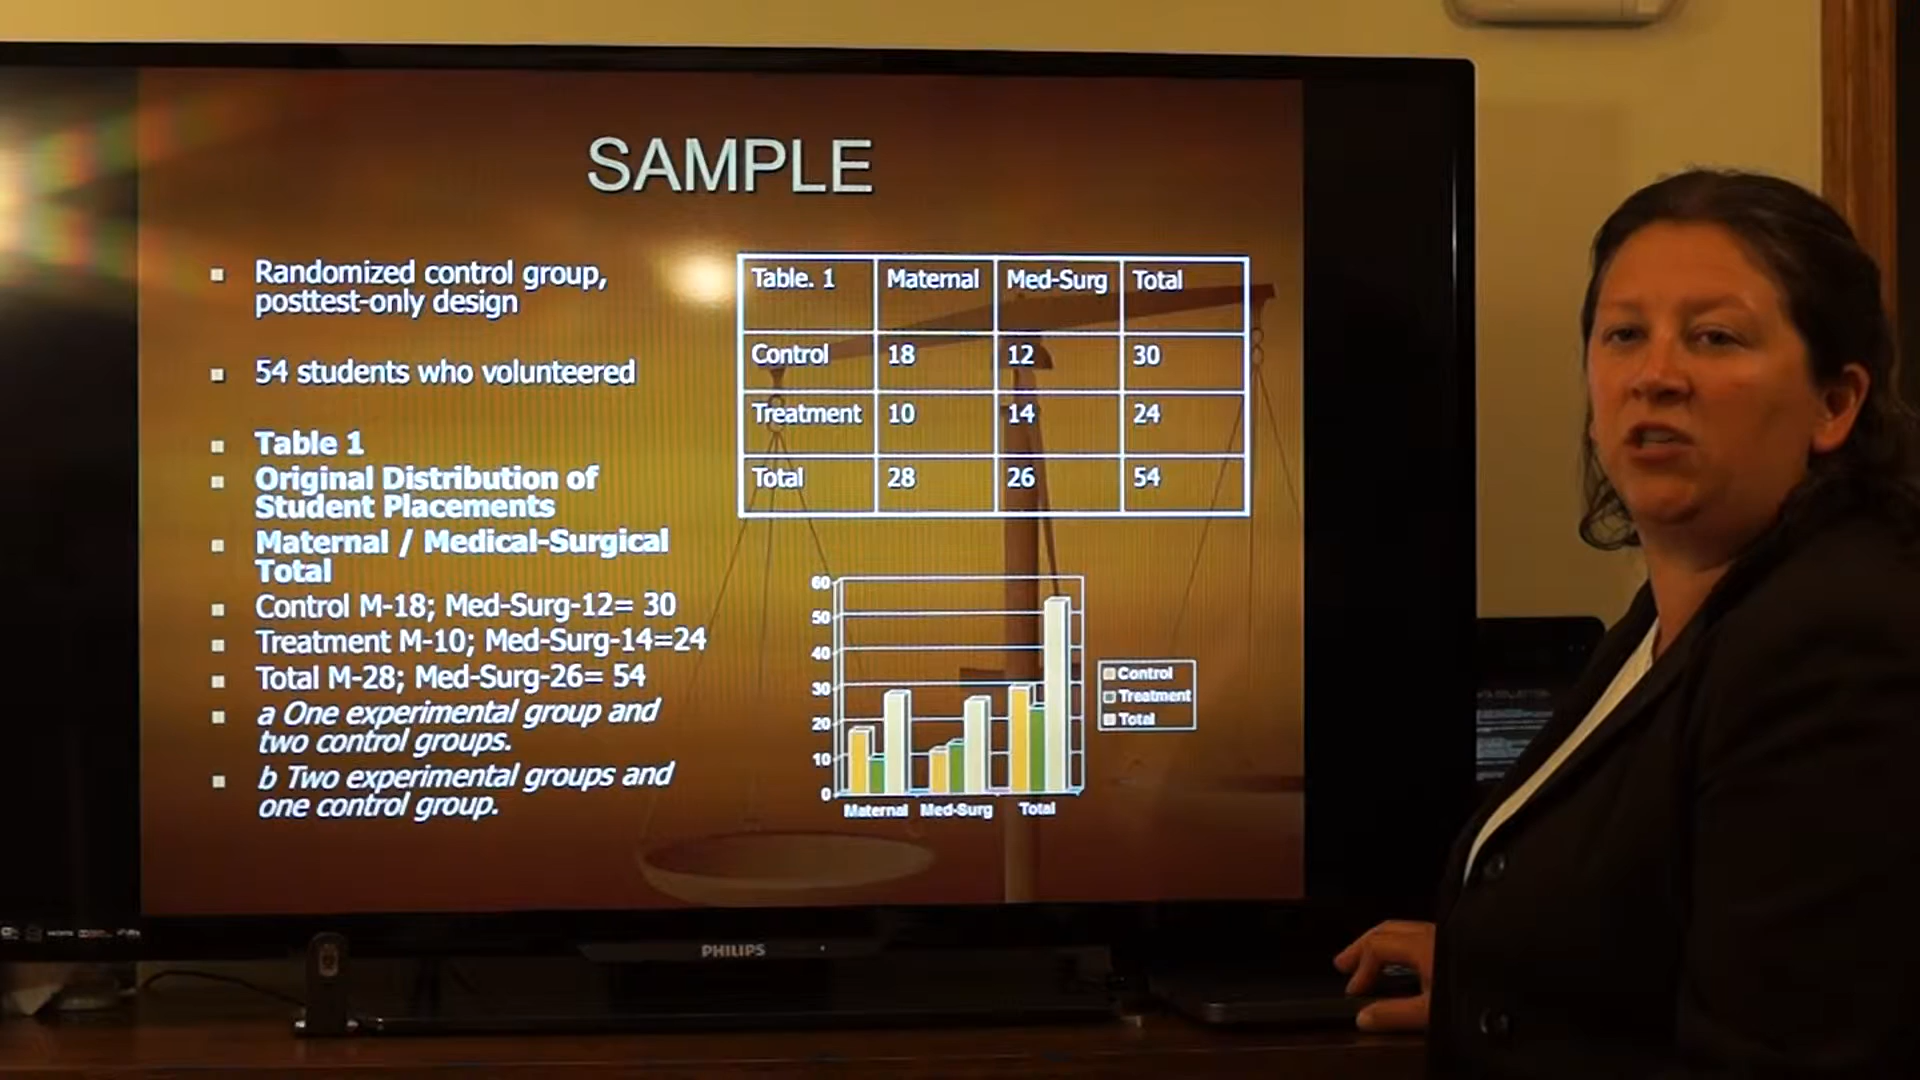 SAMPLE
Randomized control group,
posttest-only design
54 students who volunteered
Table 1
Original Distribution of
Student Placements
Maternal / Medical-Surgical
Total
Control M-18; Med-Surg-12= 30
Treatment M-10; Med-Surg-14=24
Total M-28; Med-Surg-26= 54
a One experimental group and
two control groups.
b Two experimental groups and
one control group.
Table. 1 Maternal Med-Surg Total
Control 18 12 30
Treatment 10 14 24
Total 28 26 54
60
50
40
30
20
10
0
Maternal Med-Surg Total
Control
Treatment
Total
PHILIPS